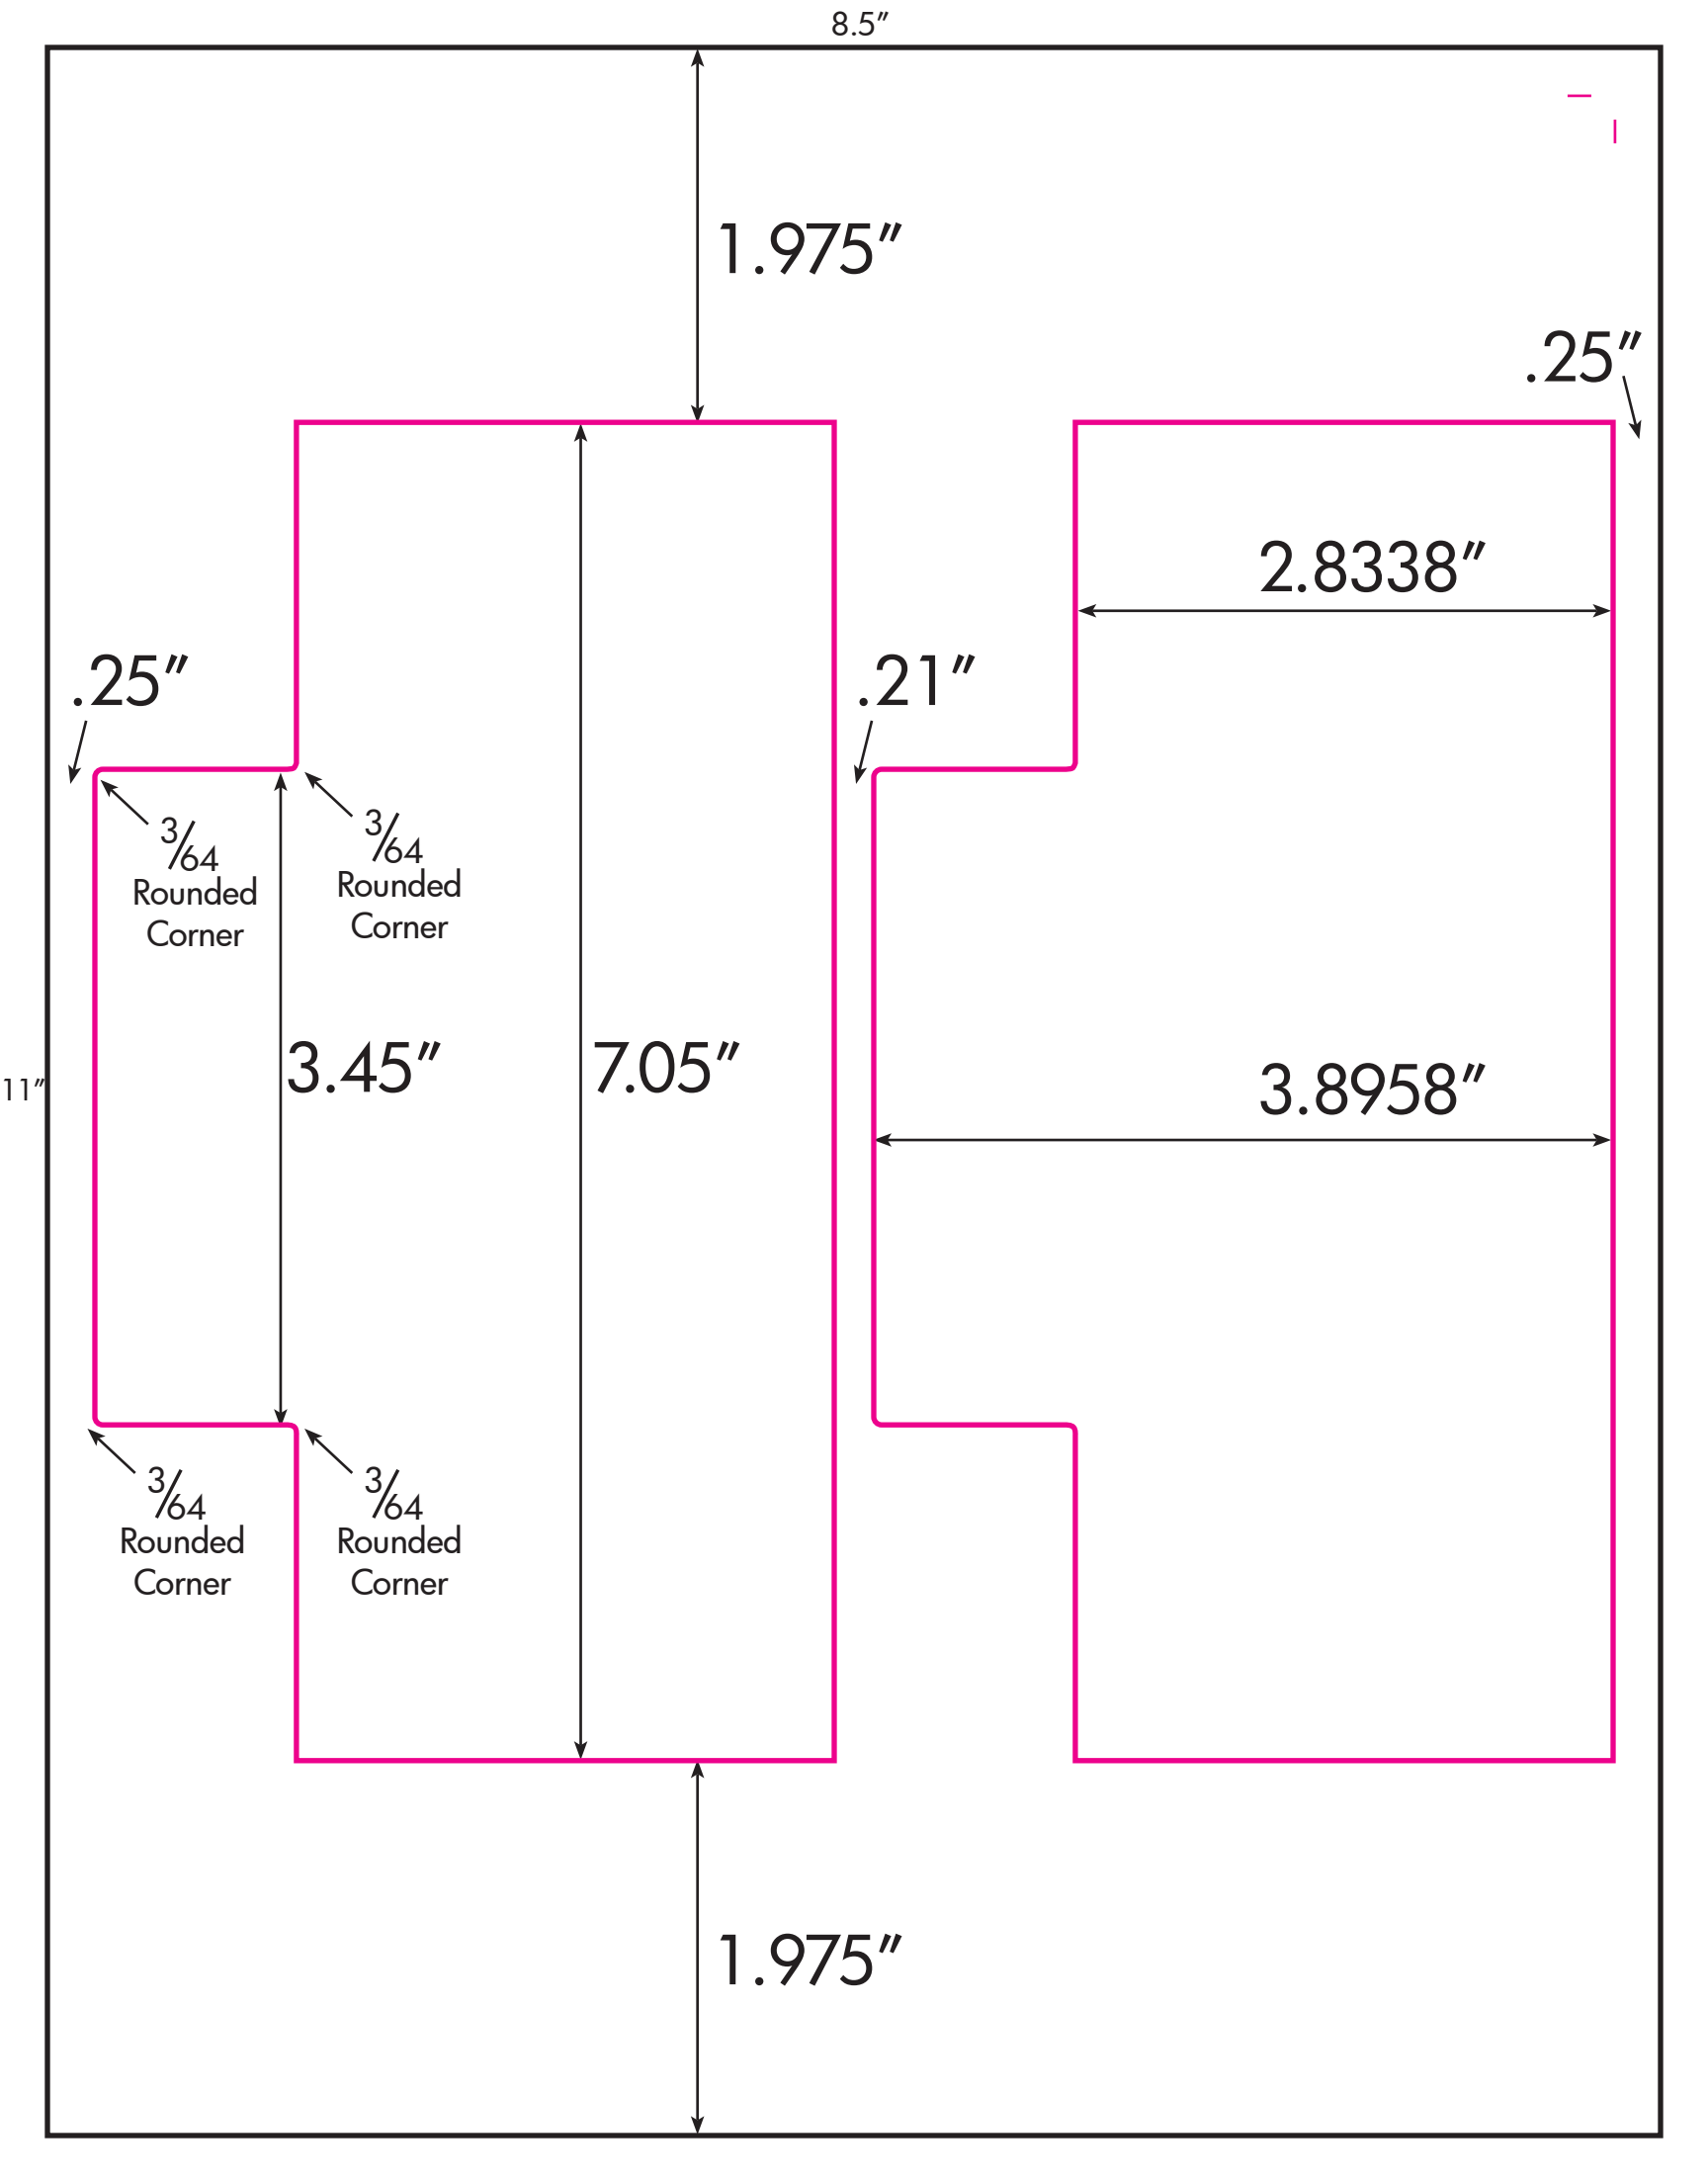 8.5″
1.975″
.25″
2.8338″
.25″
.21″
3⁄64
Rounded
Corner
3⁄64
Rounded
Corner
3.45″
7.05″
3.8958″
11″
3⁄64
Rounded
Corner
3⁄64
Rounded
Corner
1.975″